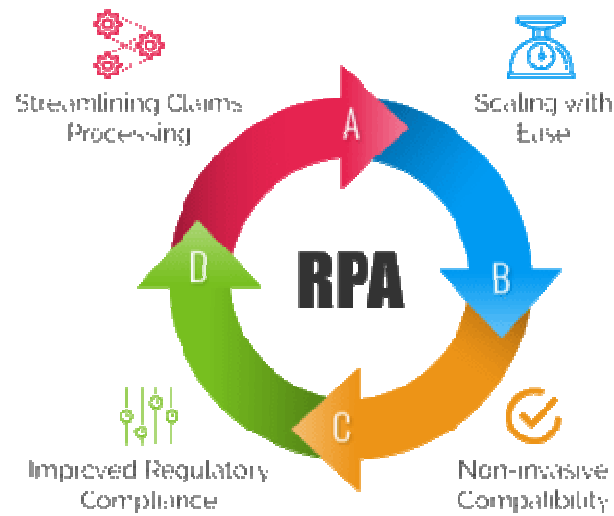 Streamlining Claims
Processing
Scaling with
Ease
A
B
C
D
RPA
Improved Regulatory
Compliance
Non-invasive
Compatibility